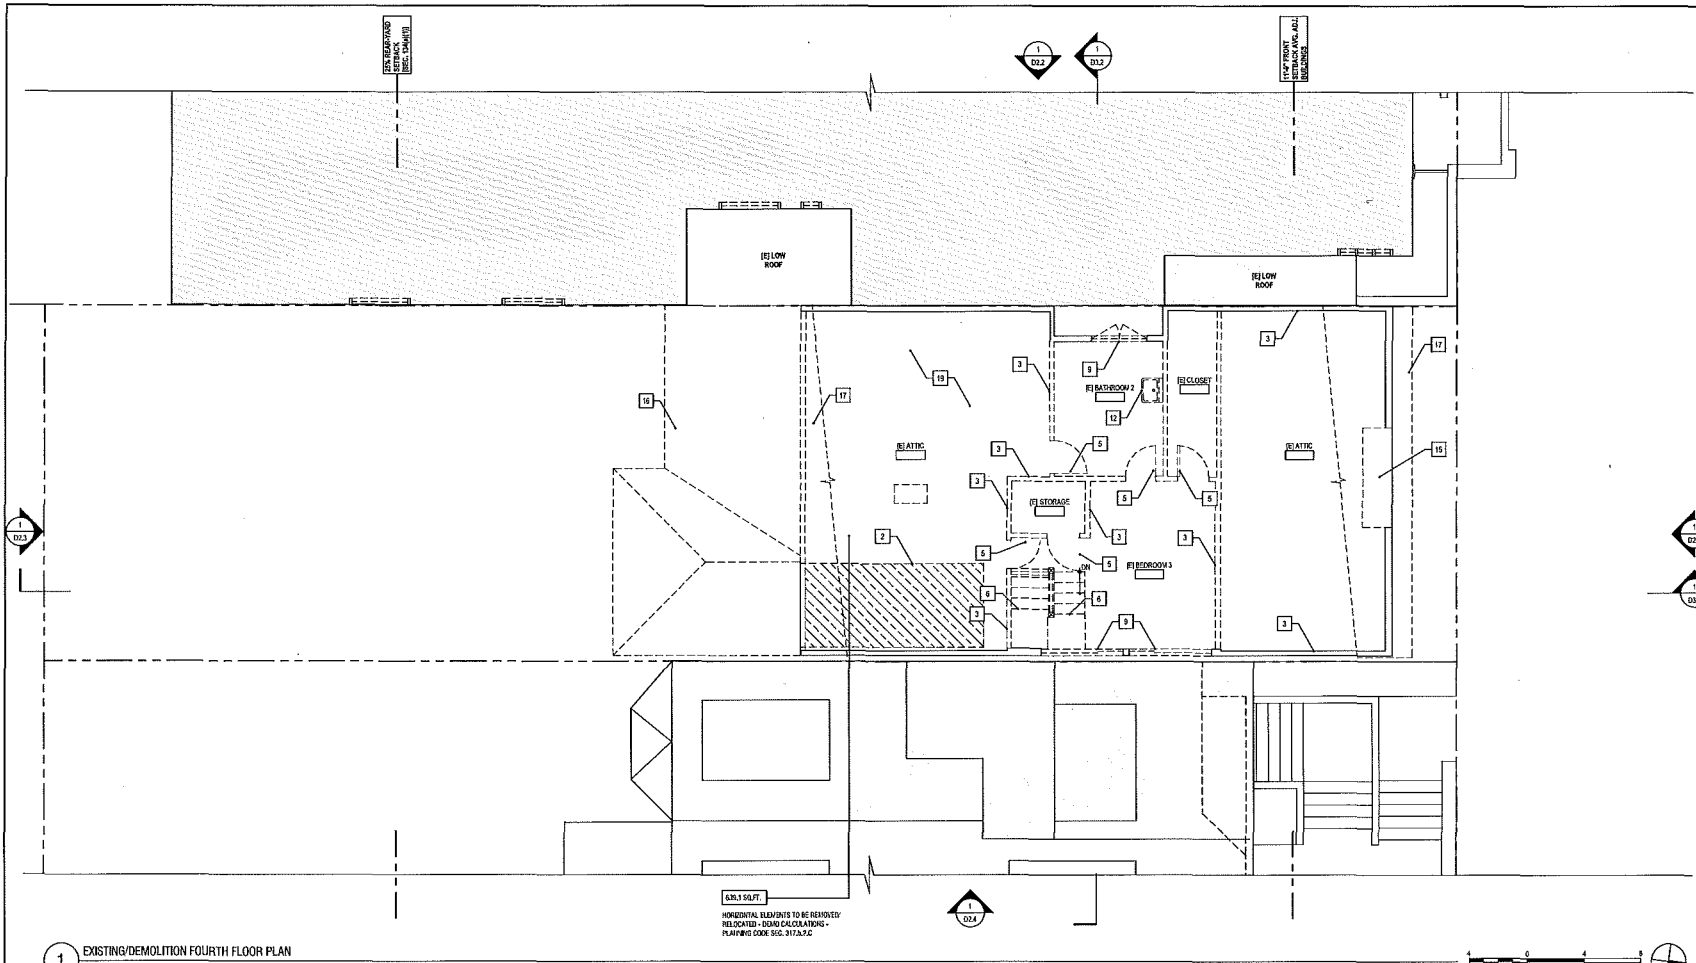 25% REAR-YARD
SETBACK
[SEC. 134(a)(1)]
1
D2.2
1
D3.2
11'-0" FRONT
SETBACK AVG. ADJ.
BUILDINGS
[E] LOW
ROOF
[E] LOW
ROOF
3
17
3
9
19
[E] BATHROOM 2
[E] CLOSET
16
17
12
[E] ATTIC
3
5
[E] ATTIC
15
3
5
5
[E] STORAGE
1
D2.3
2
3
3
5
5
DN
[E] BEDROOM 3
6
6
3
9
3
639.3 SQ.FT.
HORIZONTAL ELEMENTS TO BE REMOVED/
RELOCATED - DEMO CALCULATIONS -
PLANNING CODE SEC. 317.b.2.C
1
D2.4
1
EXISTING/DEMOLITION FOURTH FLOOR PLAN
4 0 4 8